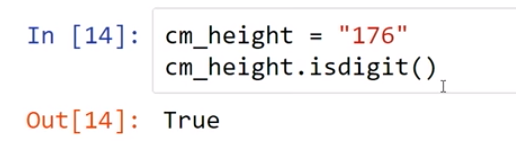 In [14]: cm_height = "176"
cm_height.isdigit()
Out[14]: True